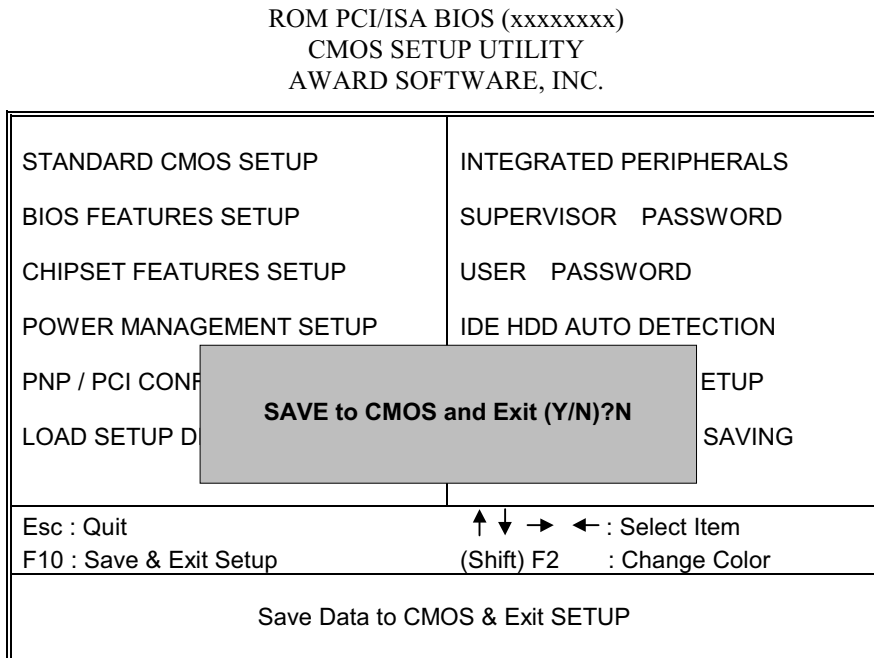 ROM PCI/ISA BIOS (xxxxxxxx)
CMOS SETUP UTILITY
AWARD SOFTWARE, INC.
STANDARD CMOS SETUP
INTEGRATED PERIPHERALS
BIOS FEATURES SETUP
SUPERVISOR PASSWORD
CHIPSET FEATURES SETUP
USER PASSWORD
POWER MANAGEMENT SETUP
IDE HDD AUTO DETECTION
PNP / PCI CONF
ETUP
SAVE to CMOS and Exit (Y/N)?N
LOAD SETUP D
SAVING
Esc : Quit
↑ ↓ → ← : Select Item
F10 : Save & Exit Setup
(Shift) F2 : Change Color
Save Data to CMOS & Exit SETUP